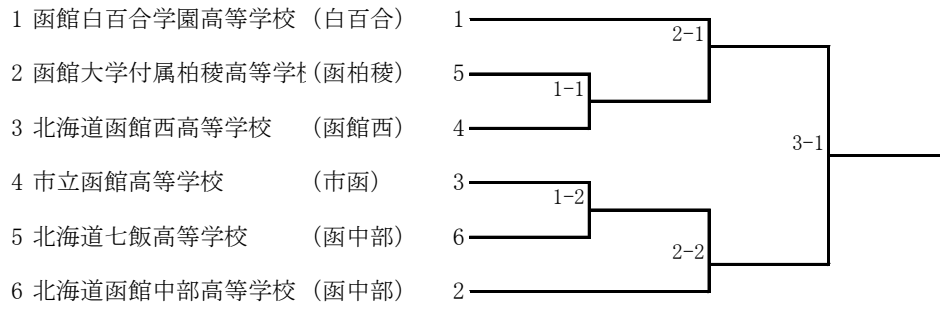 1 函館白百合学園高等学校 (白百合) 1
2-1
2 函館大学付属柏稜高等学校(函柏稜) 5
1-1
3 北海道函館西高等学校 (函館西) 4
3-1
4 市立函館高等学校 (市函) 3
1-2
5 北海道七飯高等学校 (函中部) 6
2-2
6 北海道函館中部高等学校 (函中部) 2